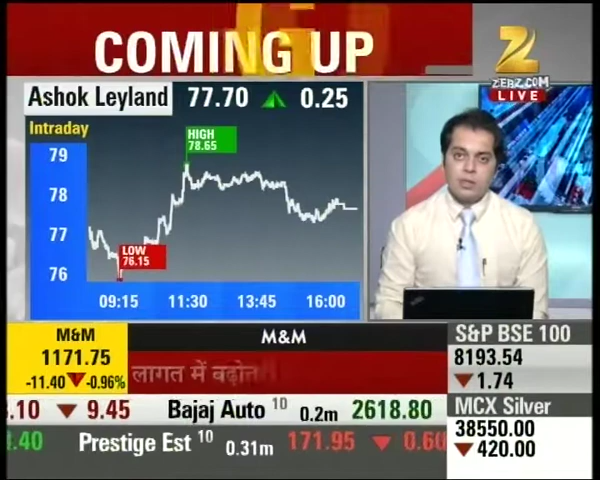 COMING UP
Z
ZEEBIZ.COM
LIVE
Ashok Leyland 77.70 ▲ 0.25
Intraday
79
78
77
76
HIGH
78.65
LOW
76.15
09:15 11:30 13:45 16:00
M&M
1171.75
-11.40 ▼ -0.96%
M&M
लागत में बढ़ोत
S&P BSE 100
8193.54
▼ 1.74
MCX Silver
38550.00
▼ 420.00
.10 ▼ 9.45 Bajaj Auto 10 0.2m 2618.80
.40 Prestige Est 10 0.31m 171.95 ▼ 0.60